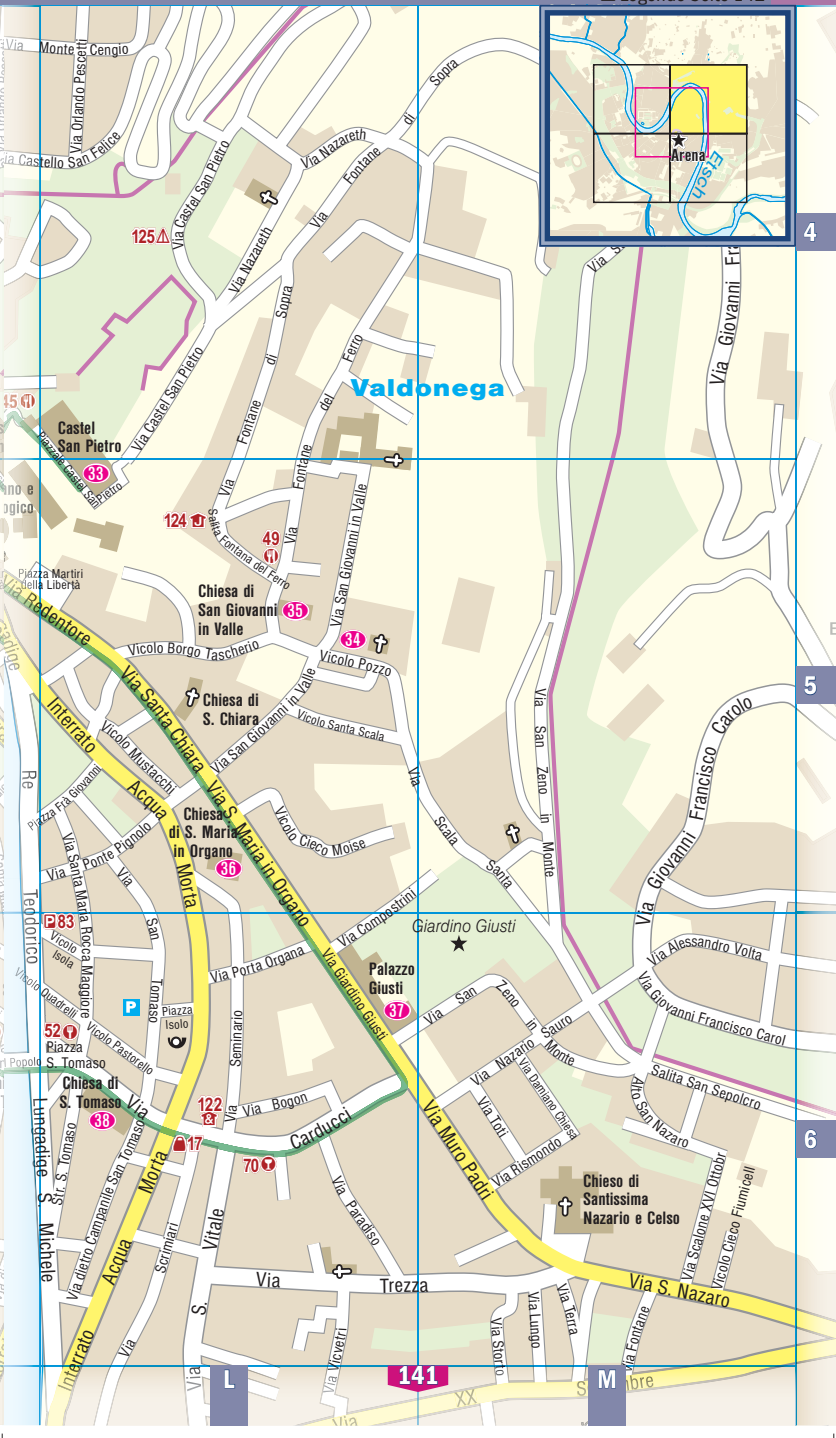 Via Monte Cengio
Via Orlando Pescetti
Castello San Felice
Via Castel San Pietro
125
Via Nazareth
Via Nazareth
Via Fontane di Sopra
Arena
Etsch
4
Via Giovanni
Via Fontane di Sopra
Via Fontane del Ferro
Valdonega
45
Castel
San Pietro
33
Piazzale Castel San Pietro
Via Castel San Pietro
124
Salita Fontana del Ferro
49
Via San Giovanni in Valle
Chiesa di
San Giovanni
in Valle
35
34
Piazza Martiri
della Libertà
Via Redentore
Vicolo Borgo Tascherio
Vicolo Pozzo
5
Chiesa di
S. Chiara
Via Santa Chiara
Via San Giovanni in Valle
Vicolo Santa Scala
Via Scala Santa
Via San Zeno in Monte
Via Giovanni Francisco Carolo
Interrato Acqua Morta
Vicolo Mustacchi
Piazza Frà Giovanni
Via Ponte Pignolo
Chiesa
di S. Maria
in Organo
36
Via S. Maria in Organo
Vicolo Cieco Moise
Re Teodorico
Via Santa Maria Rocca Maggiore
Via San Tomaso
P 83
Vicolo
Isola
Vicolo Quadrelli
Vicolo Pastorello
P
Piazza
Isolo
Via Porta Organa
Via Compostrini
Via Seminario
Giardino Giusti
Palazzo
Giusti
37
Via Giardino Giusti
Via San Zeno in Monte
Via Nazario Sauro
Via Alessandro Volta
Via Giovanni Francisco Carol
Salita San Sepolcro
Alto San Nazaro
Via Damiano Chiesa
Via Toti
Via Rismondo
52
Piazza
S. Tomaso
Popolo
Chiesa di
S. Tomaso
38
122
Via Bogon
Via Carducci
17
70
6
Via Muro Padri
Chieso di
Santissima
Nazario e Celso
Via Scalone XVI Ottobr
Vicolo Cieco Fiumicell
Lungadige S. Michele
Str. S. Tomaso
Via dietro Campanile San Tomaso
Interrato Acqua Morta
Via Scrimiari
Via S. Vitale
Via Paradiso
Via Trezza
Via Vicvetri
Via Storto
Via Lungo
Via Terra
Via Fontane
Via S. Nazaro
L
141
M
Via XX